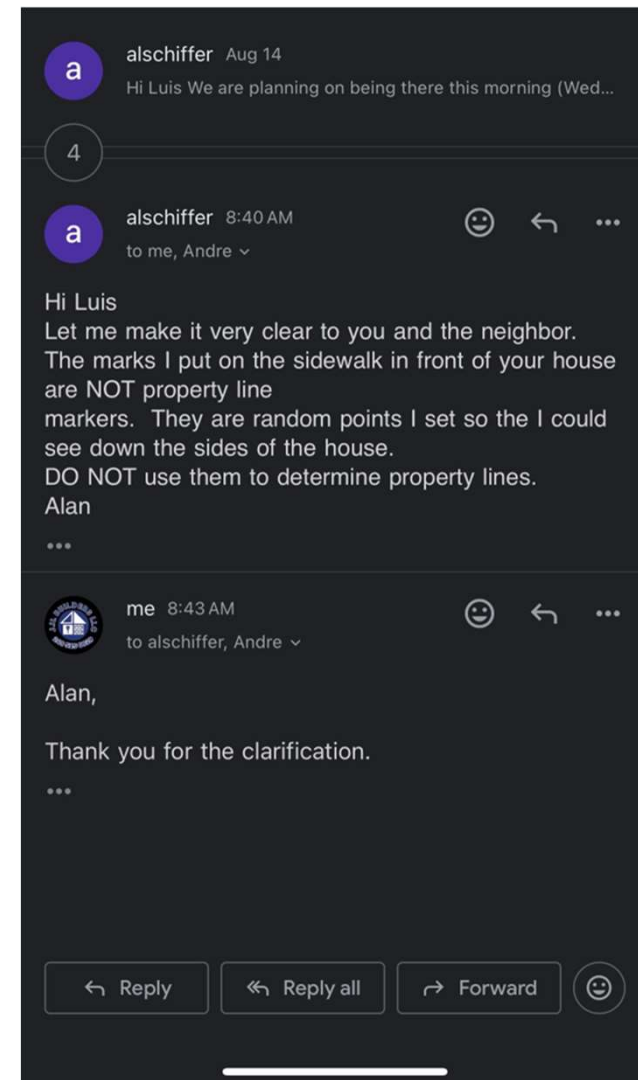 a
alschiffer Aug 14
Hi Luis We are planning on being there this morning (Wed...
4
a
alschiffer 8:40 AM
to me, Andre
Hi Luis
Let me make it very clear to you and the neighbor.
The marks I put on the sidewalk in front of your house
are NOT property line
markers. They are random points I set so the I could
see down the sides of the house.
DO NOT use them to determine property lines.
Alan
...
me 8:43 AM
to alschiffer, Andre
Alan,
Thank you for the clarification.
...
Reply
Reply all
Forward